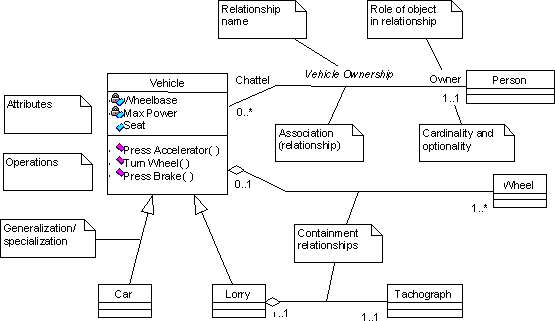 Relationship
name
Role of object
in relationship
Vehicle
Chattel
Vehicle Ownership
Owner
Person
Wheelbase
Max Power
Seat
0..*
1..1
Attributes
Association
(relationship)
Cardinality and
optionality
Press Accelerator( )
Turn Wheel( )
Press Brake( )
Operations
0..1
Wheel
1..*
Generalization/
specialization
Containment
relationships
Car
Lorry
Tachograph
1..1
1..1